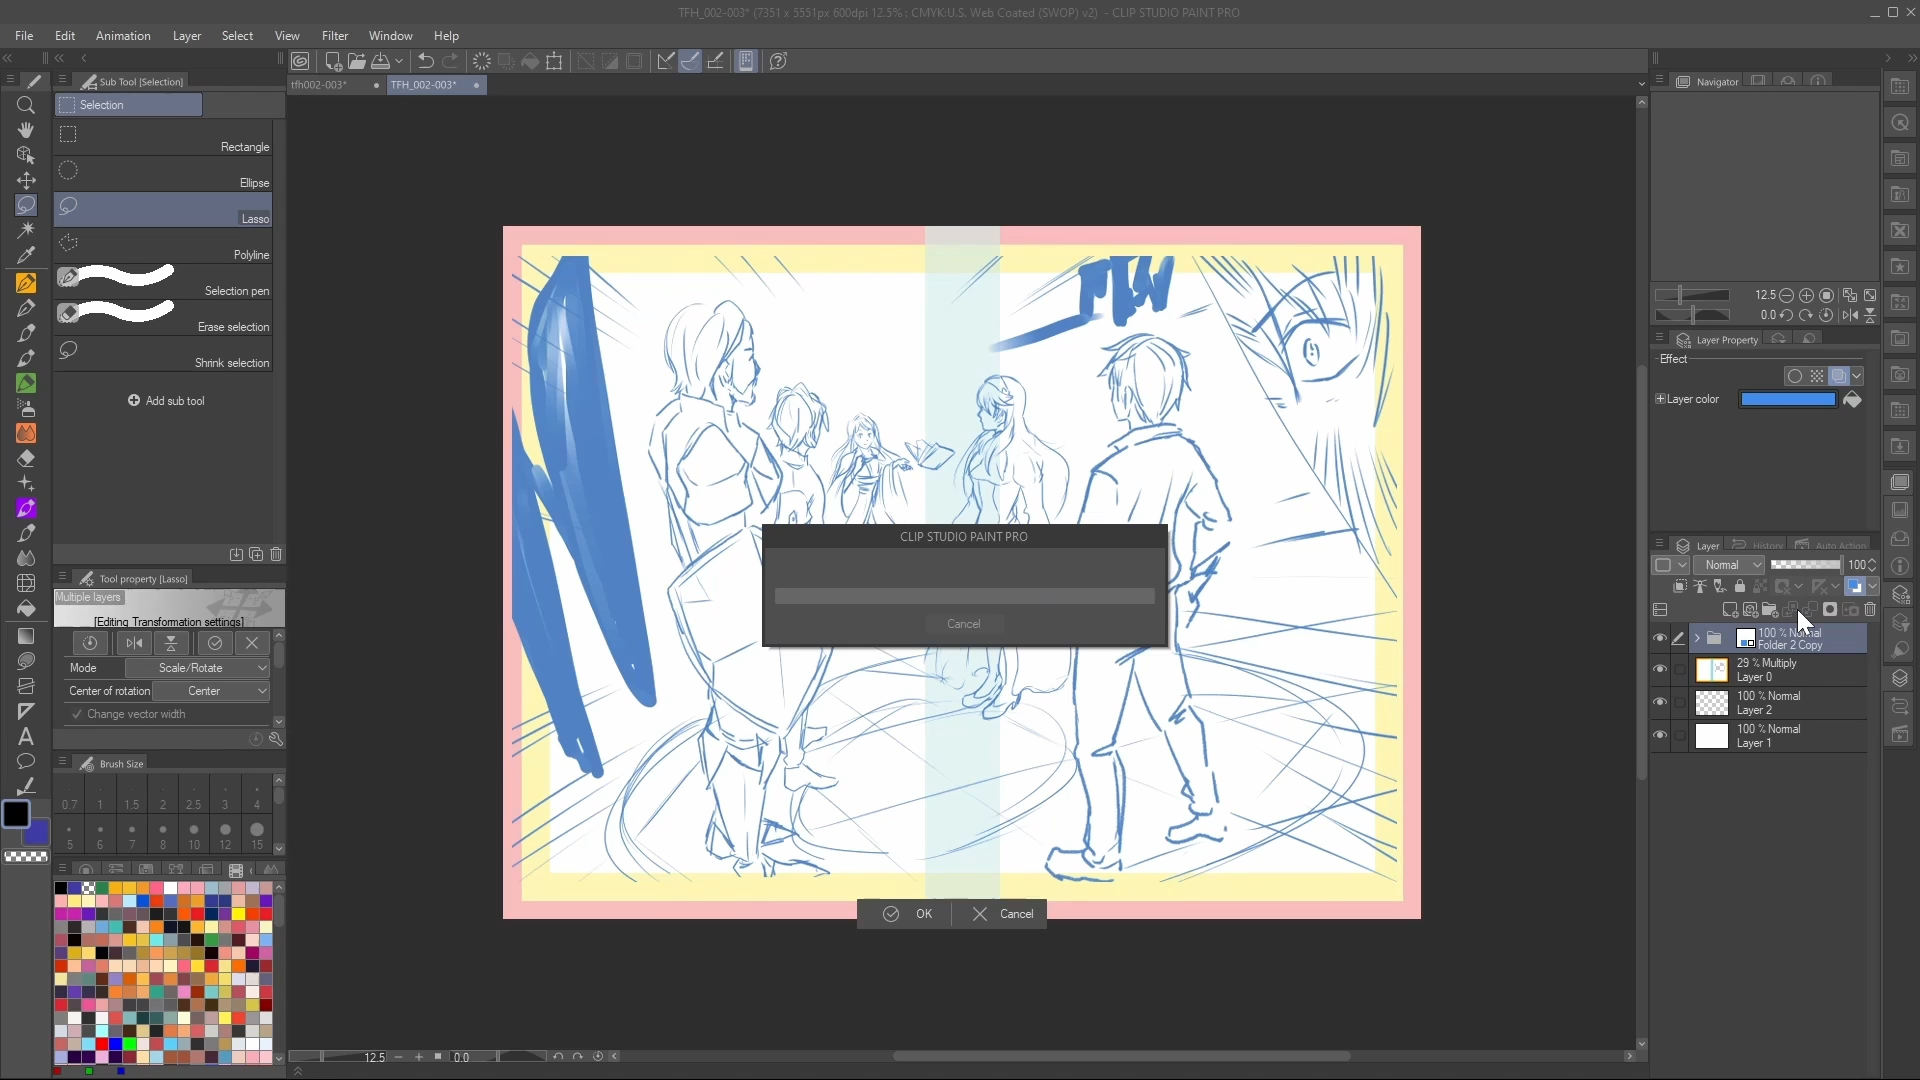 TFH_002-003* (7351 x 5551px 600dpi 12.5% : CMYK:U.S. Web Coated (SWOP) v2) - CLIP STUDIO PAINT PRO
File Edit Animation Layer Select View Filter Window Help
Sub Tool [Selection]
tfh002-003*
TFH_002-003*
Navigator
Selection
Rectangle
Ellipse
Lasso
Polyline
Selection pen
Erase selection
Shrink selection
Add sub tool
Tool property [Lasso]
Multiple layers
[Editing Transformation settings]
Mode Scale/Rotate
Center of rotation Center
Change vector width
Brush Size
0.7 1 1.5 2 2.5 3 4
5 6 7 8 10 12 15
CLIP STUDIO PAINT PRO
Cancel
OK Cancel
12.5 0.0
12.5
0.0
Layer Property
Effect
Layer color
Layer History Auto Action
Normal 100
100 % Normal
Folder 2 Copy
29 % Multiply
Layer 0
100 % Normal
Layer 2
100 % Normal
Layer 1